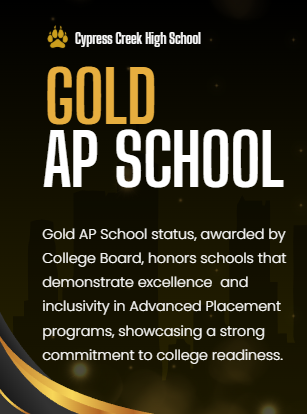 Cypress Creek High School
GOLD
AP SCHOOL
Gold AP School status, awarded by
College Board, honors schools that
demonstrate excellence  and
inclusivity in Advanced Placement
programs, showcasing a strong
commitment to college readiness.